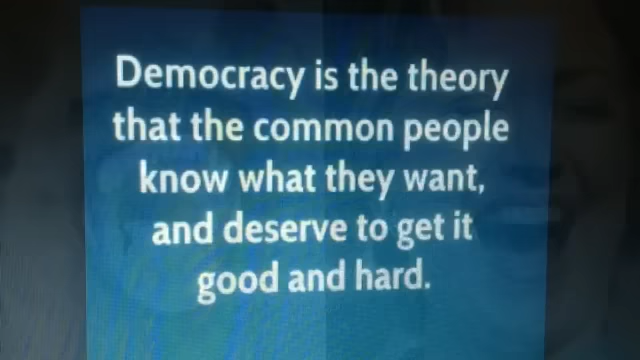 Democracy is the theory
that the common people
know what they want,
and deserve to get it
good and hard.